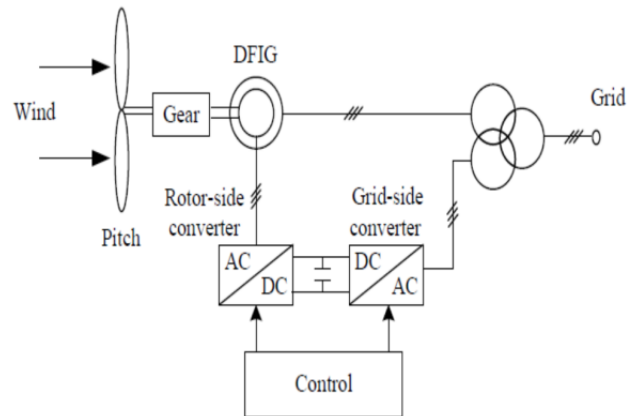 DFIG
Wind
Gear
Grid
Pitch
Rotor-side
converter
Grid-side
converter
AC
DC
DC
AC
Control